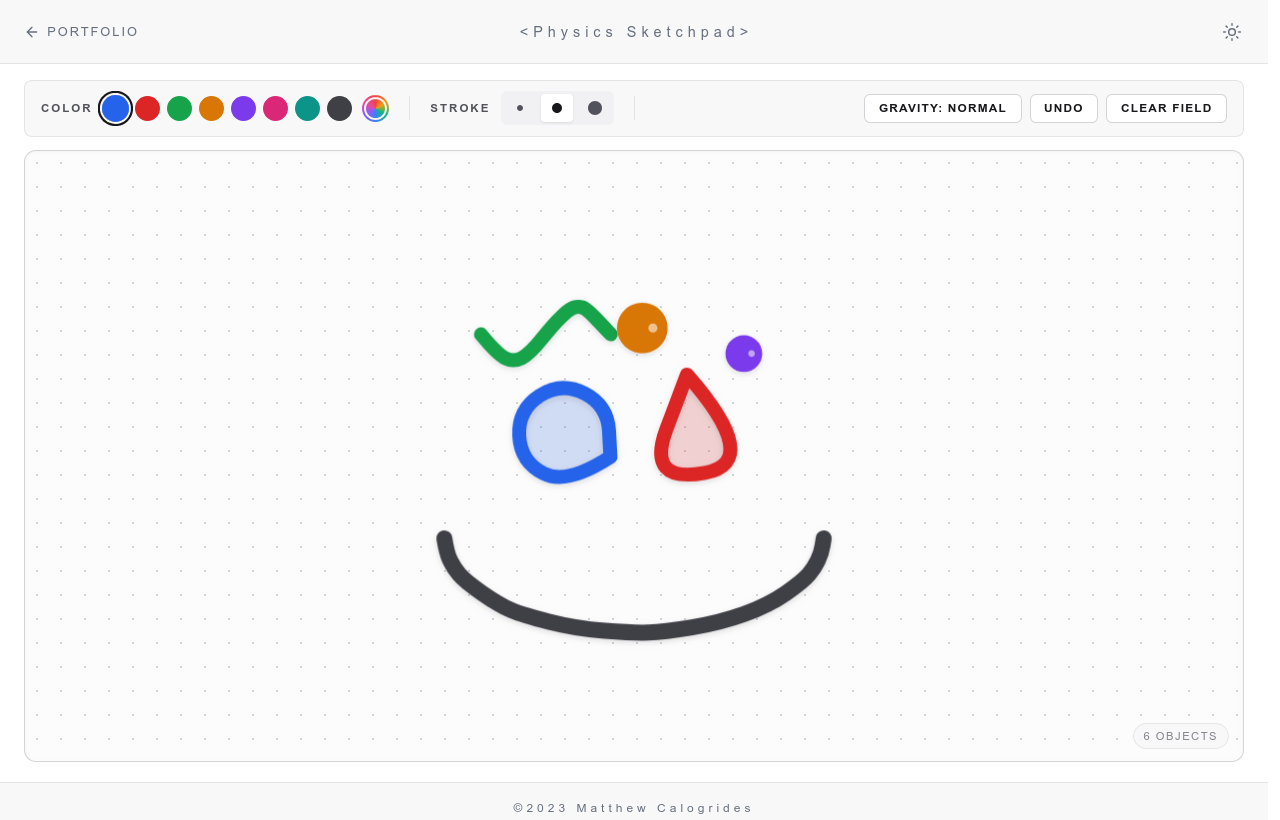 PORTFOLIO
<Physics Sketchpad>
COLOR STROKE GRAVITY: NORMAL UNDO CLEAR FIELD
6 OBJECTS
©2023 Matthew Calogrides